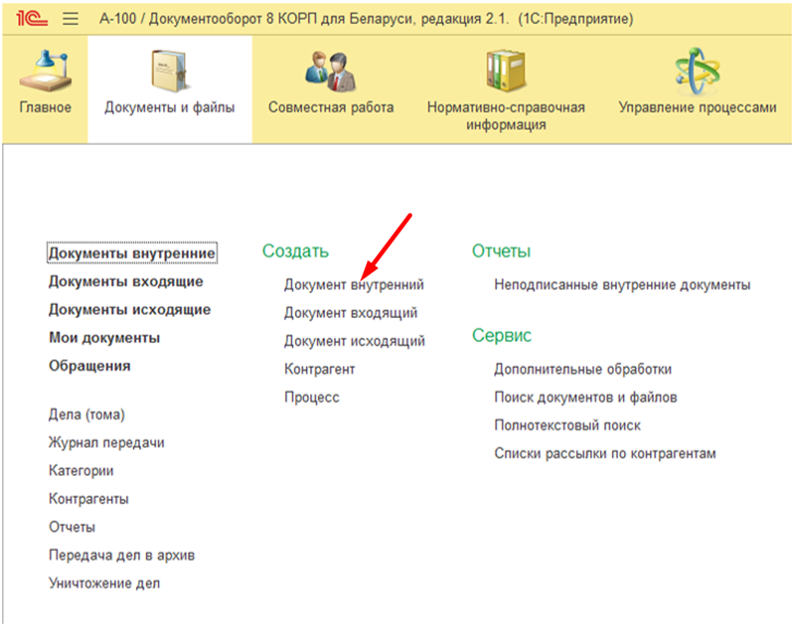 1С А-100 / Документооборот 8 КОРП для Беларуси, редакция 2.1. (1С:Предприятие)
Главное
Документы и файлы
Совместная работа
Нормативно-справочная
информация
Управление процессами
Документы внутренние
Документы входящие
Документы исходящие
Мои документы
Обращения
Дела (тома)
Журнал передачи
Категории
Контрагенты
Отчеты
Передача дел в архив
Уничтожение дел
Создать
Документ внутренний
Документ входящий
Документ исходящий
Контрагент
Процесс
Отчеты
Неподписанные внутренние документы
Сервис
Дополнительные обработки
Поиск документов и файлов
Полнотекстовый поиск
Списки рассылки по контрагентам